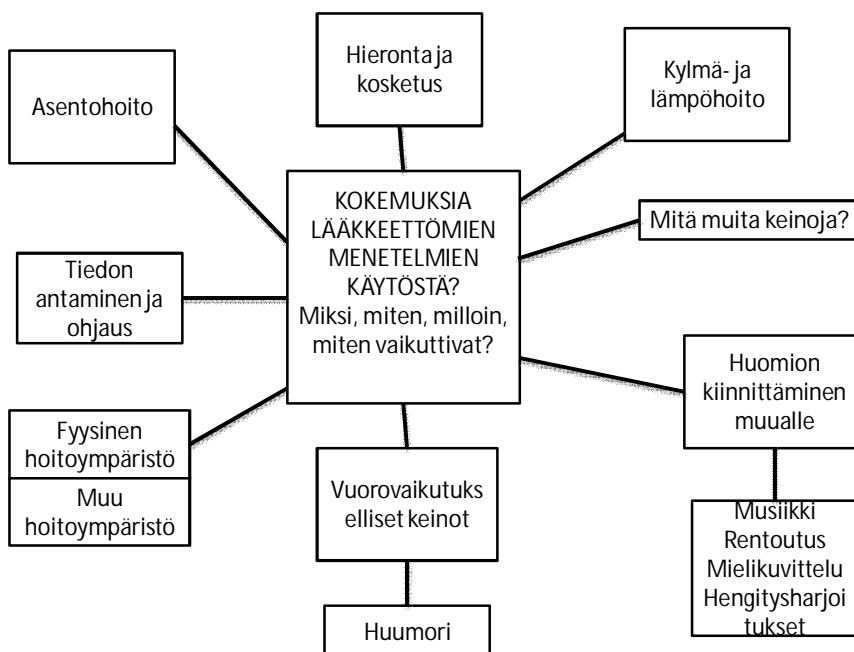 Hieronta ja
kosketus
Kylmä- ja
lämpöhoito
Asentohoito
KOKEMUKSIA
LÄÄKKEETTÖMIEN
MENETELMIEN
KÄYTÖSTÄ?
Miksi, miten, milloin,
miten vaikuttivat?
Mitä muita keinoja?
Tiedon
antaminen ja
ohjaus
Huomion
kiinnittäminen
muualle
Fyysinen
hoitoympäristö
Muu
hoitoympäristö
Vuorovaikutuks
elliset keinot
Musiikki
Rentoutus
Mielikuvittelu
Hengitysharjoi
tukset
Huumori